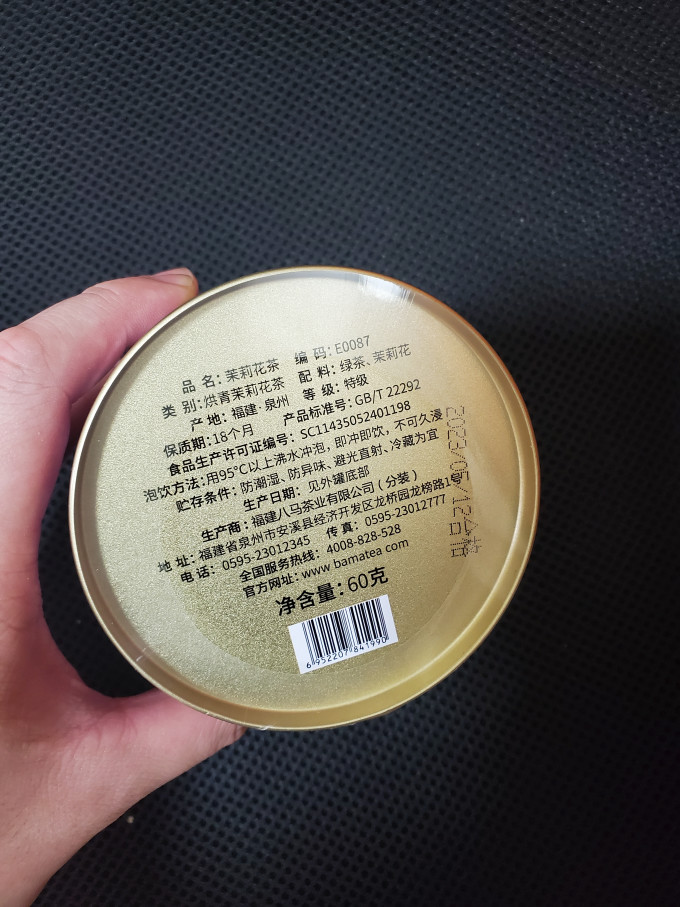 品 名: 茉莉花茶 编 码: E0087
类 别: 烘青茉莉花茶 配 料: 绿茶、茉莉花
产 地: 福建·泉州 等 级: 特级
保质期: 18个月 产品标准号: GB/T 22292
食品生产许可证编号: SC11435052401198
泡饮方法: 用95°C以上沸水冲泡, 即冲即饮, 不可久浸
贮存条件: 防潮湿、防异味、避光直射、冷藏为宜
生产日期: 见外罐底部
生产商: 福建八马茶业有限公司 (分装)
地 址: 福建省泉州市安溪县经济开发区龙桥园龙榜路1号
电 话: 0595-23012345 传 真: 0595-23012777
全国服务热线: 4008-828-528
官方网址: www.bamatea.com
净含量: 60克
6952207841990
2023/05/12合格